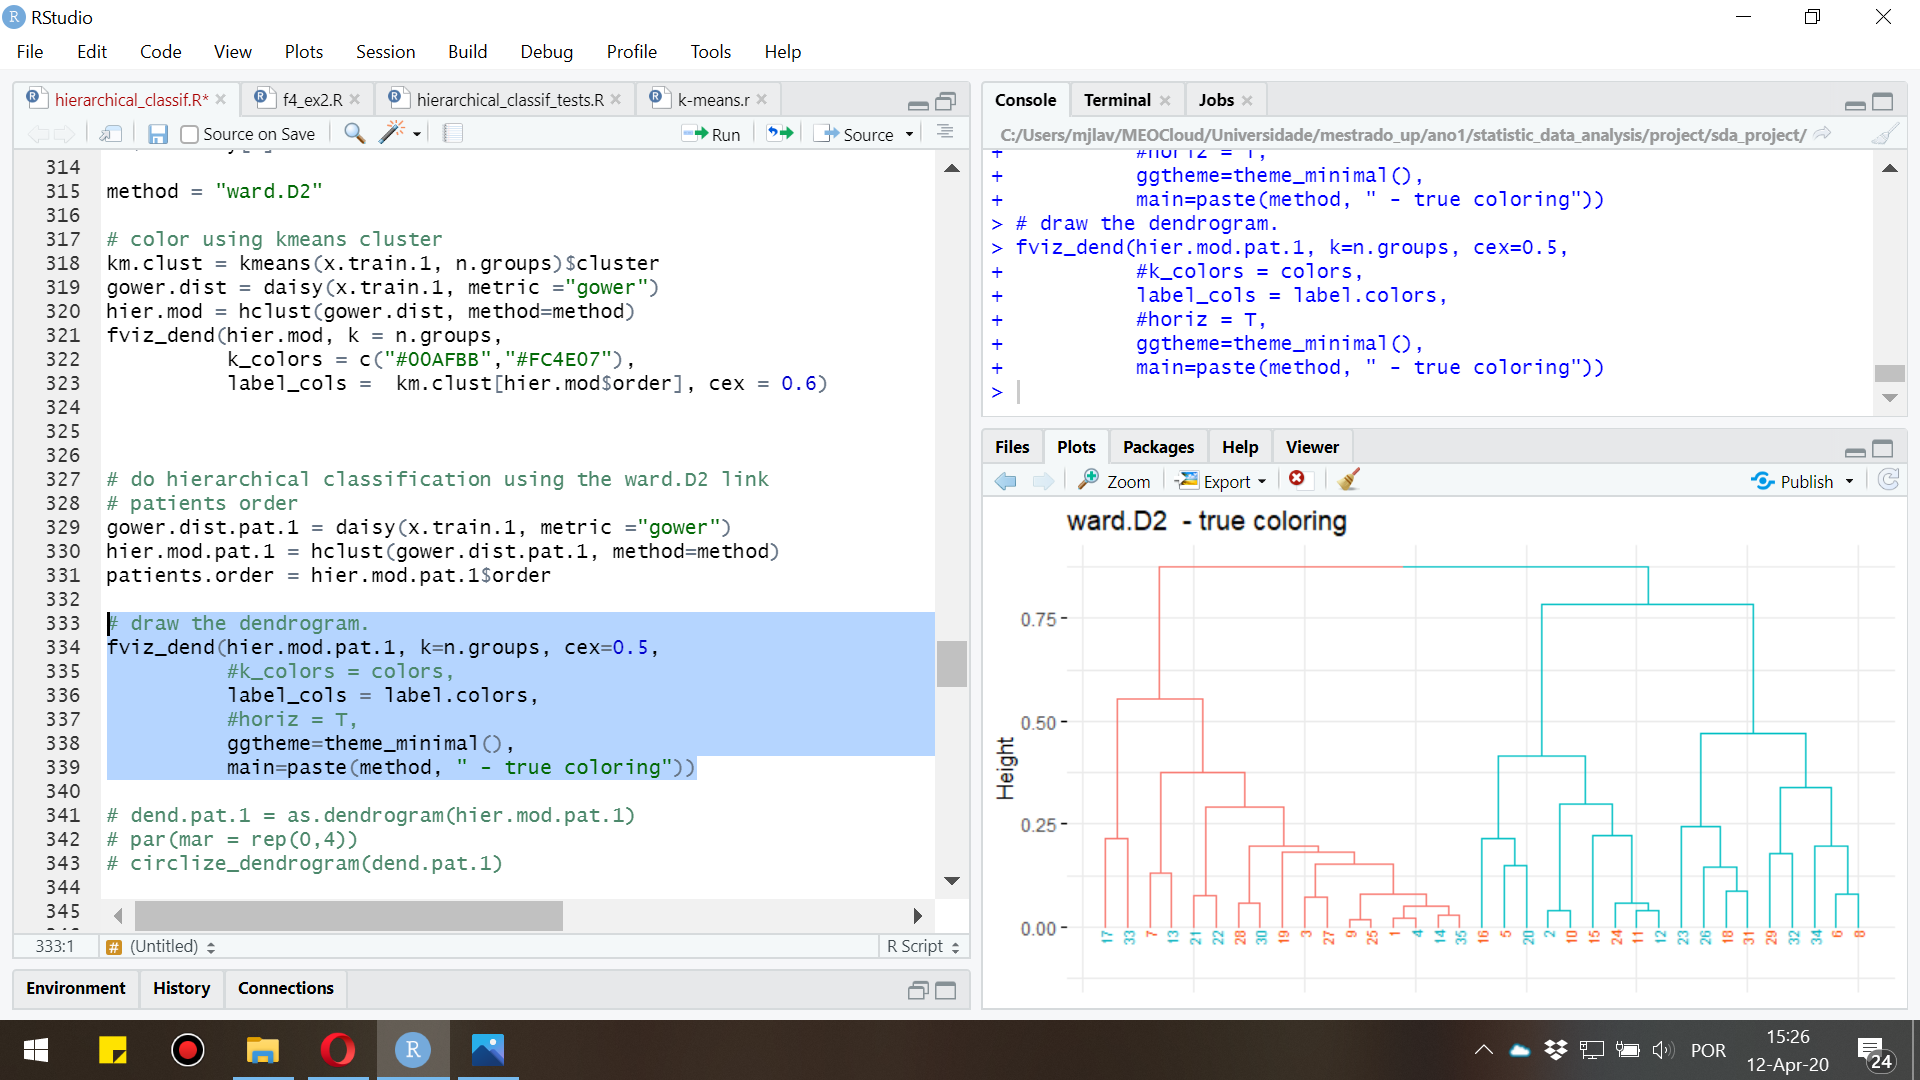 RStudio
File Edit Code View Plots Session Build Debug Profile Tools Help
hierarchical_classif.R* f4_ex2.R hierarchical_classif_tests.R k-means.r
Source on Save Run Source
314
315 method = "ward.D2"
316
317 # color using kmeans cluster
318 km.clust = kmeans(x.train.1, n.groups)$cluster
319 gower.dist = daisy(x.train.1, metric ="gower")
320 hier.mod = hclust(gower.dist, method=method)
321 fviz_dend(hier.mod, k = n.groups,
322 k_colors = c("#00AFBB","#FC4E07"),
323 label_cols =  km.clust[hier.mod$order], cex = 0.6)
324
325
326
327 # do hierarchical classification using the ward.D2 link
328 # patients order
329 gower.dist.pat.1 = daisy(x.train.1, metric ="gower")
330 hier.mod.pat.1 = hclust(gower.dist.pat.1, method=method)
331 patients.order = hier.mod.pat.1$order
332
333 # draw the dendrogram.
334 fviz_dend(hier.mod.pat.1, k=n.groups, cex=0.5,
335 #k_colors = colors,
336 label_cols = label.colors,
337 #horiz = T,
338 ggtheme=theme_minimal(),
339 main=paste(method, " - true coloring"))
340
341 # dend.pat.1 = as.dendrogram(hier.mod.pat.1)
342 # par(mar = rep(0,4))
343 # circlize_dendrogram(dend.pat.1)
344
345
333:1 # (Untitled) R Script
Environment History Connections
Console Terminal Jobs
C:/Users/mjlav/MEOCloud/Universidade/mestrado_up/ano1/statistic_data_analysis/project/sda_project/
+ #horiz = T,
+ ggtheme=theme_minimal(),
+ main=paste(method, " - true coloring"))
> # draw the dendrogram.
> fviz_dend(hier.mod.pat.1, k=n.groups, cex=0.5,
+ #k_colors = colors,
+ label_cols = label.colors,
+ #horiz = T,
+ ggtheme=theme_minimal(),
+ main=paste(method, " - true coloring"))
>
Files Plots Packages Help Viewer
Zoom Export Publish
ward.D2  - true coloring
Height
0.75
0.50
0.25
0.00
17 33 7 13 21 22 28 30 19 3 27 9 25 1 4 14 35 16 5 20 2 10 15 24 11 12 23 26 18 31 29 32 34 6 8
R
POR
15:26
12-Apr-20
24